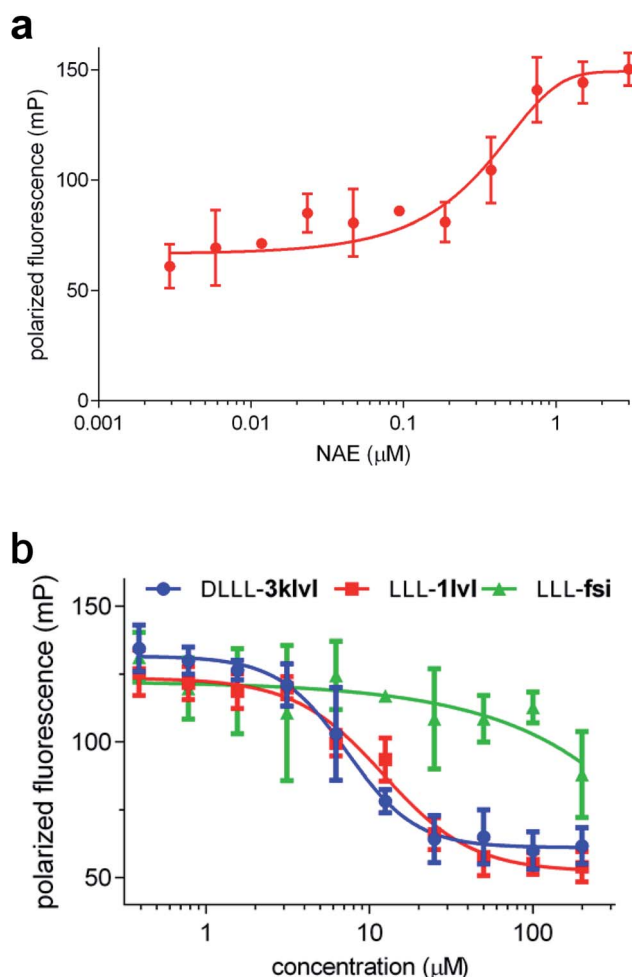 a
polarized fluorescence (mP)
150
100
50
0
0.001 0.01 0.1 1
NAE (μM)
b
DLLL-3klvl LLL-1lvl LLL-fsi
polarized fluorescence (mP)
150
100
50
1 10 100
concentration (μM)